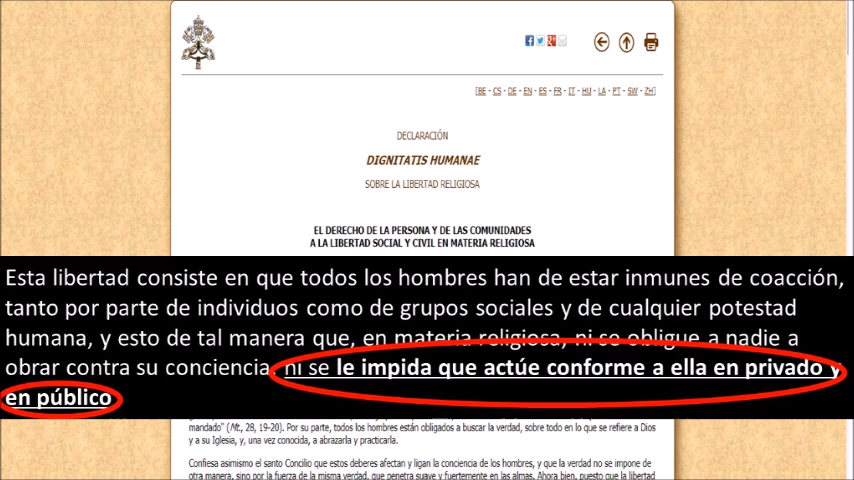 [BE - CS - DE - EN - ES - FR - IT - HU - LA - PT - SW - ZH]
DECLARACIÓN
DIGNITATIS HUMANAE
SOBRE LA LIBERTAD RELIGIOSA
EL DERECHO DE LA PERSONA Y DE LAS COMUNIDADES
A LA LIBERTAD SOCIAL Y CIVIL EN MATERIA RELIGIOSA
Esta libertad consiste en que todos los hombres han de estar inmunes de coacción,
tanto por parte de individuos como de grupos sociales y de cualquier potestad
humana, y esto de tal manera que, en materia religiosa, ni se obligue a nadie a
obrar contra su conciencia, ni se le impida que actúe conforme a ella en privado y
en público
mandado" (Mt., 28, 19-20). Por su parte, todos los hombres están obligados a buscar la verdad, sobre todo en lo que se refiere a Dios
y a su Iglesia, y, una vez conocida, a abrazarla y practicarla.
Confiesa asimismo el santo Concilio que estos deberes afectan y ligan la conciencia de los hombres, y que la verdad no se impone de
otra manera, sino por la fuerza de la misma verdad, que penetra suave y fuertemente en las almas. Ahora bien, puesto que la libertad